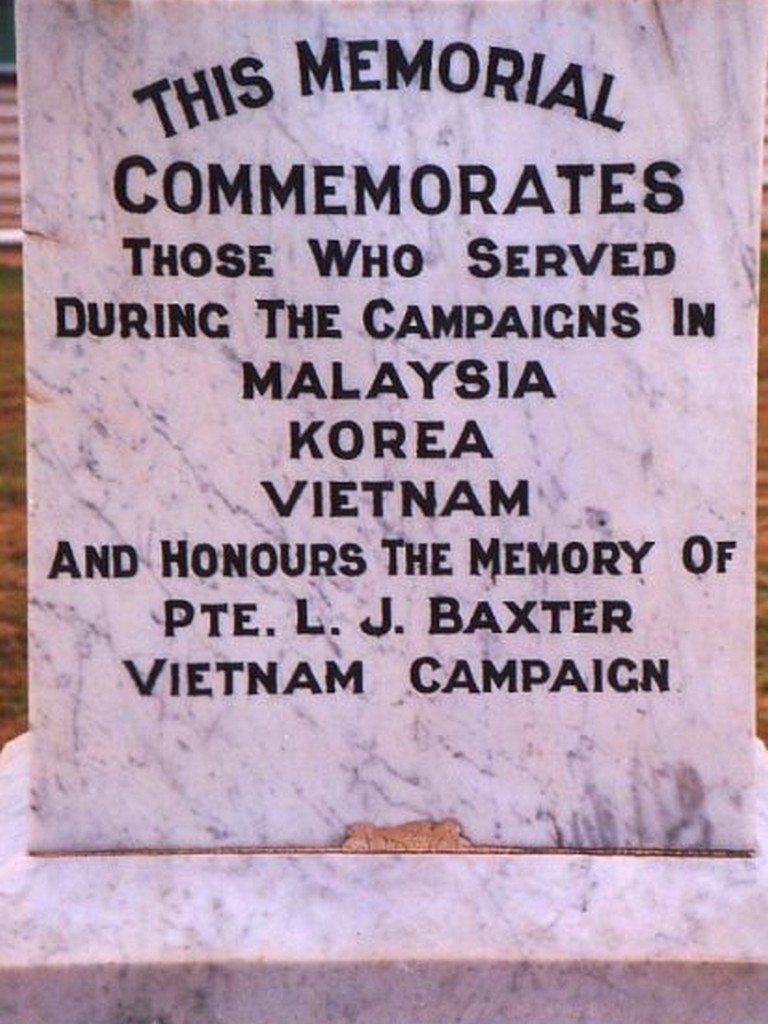 THIS MEMORIAL
COMMEMORATES
THOSE WHO SERVED
DURING THE CAMPAIGNS IN
MALAYSIA
KOREA
VIETNAM
AND HONOURS THE MEMORY OF
PTE. L. J. BAXTER
VIETNAM CAMPAIGN